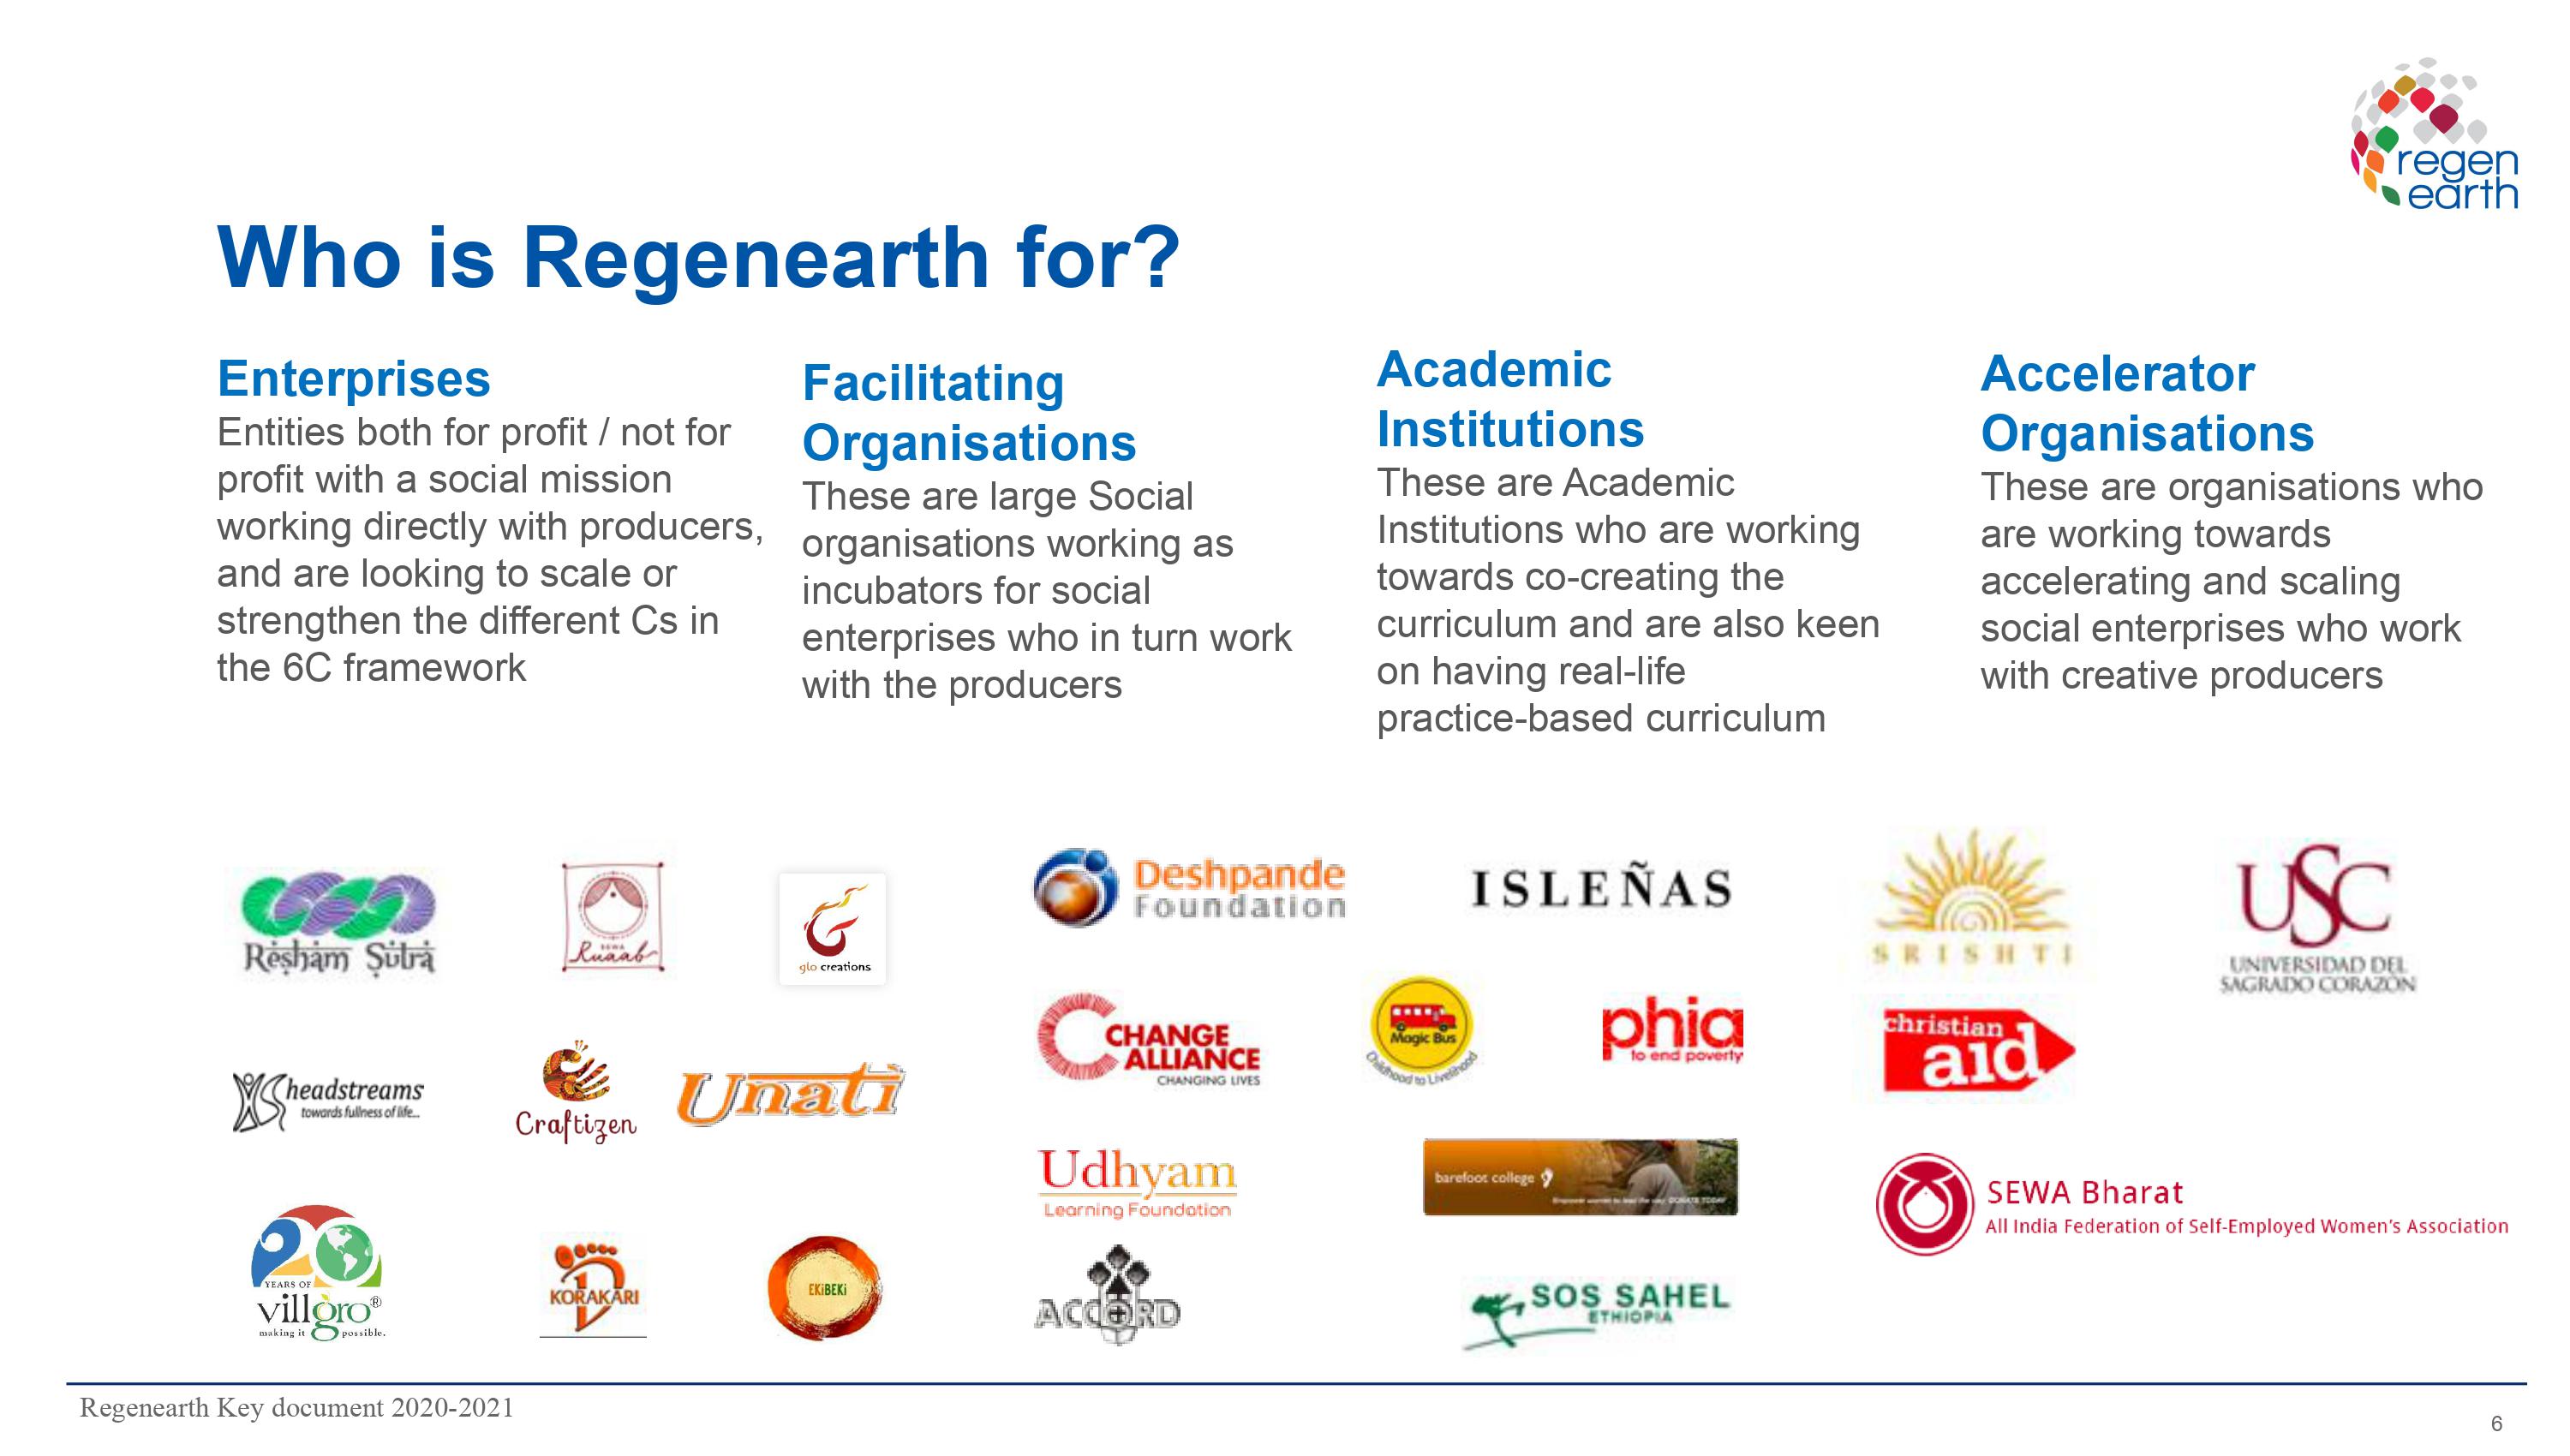 regen
earth
Who is Regenearth for?
Enterprises
Entities both for profit / not for
profit with a social mission
working directly with producers,
and are looking to scale or
strengthen the different Cs in
the 6C framework
Facilitating
Organisations
These are large Social
organisations working as
incubators for social
enterprises who in turn work
with the producers
Academic
Institutions
These are Academic
Institutions who are working
towards co-creating the
curriculum and are also keen
on having real-life
practice-based curriculum
Accelerator
Organisations
These are organisations who
are working towards
accelerating and scaling
social enterprises who work
with creative producers
Resham Sutra
SEWA
Ruaab
glo creations
Deshpande
Foundation
ISLEÑAS
SRISHTI
USC
UNIVERSIDAD DEL
SAGRADO CORAZÓN
headstreams
towards fullness of life...
Craftizen
Unati
CHANGE
ALLIANCE
CHANGING LIVES
Magic Bus
Childhood to Livelihood
phia
to end poverty
christian
aid
Udhyam
Learning Foundation
barefoot college
DONATE TODAY
SEWA Bharat
All India Federation of Self-Employed Women's Association
20
YEARS OF
villgro®
making it possible.
KORAKARI
EKiBEKi
ACCORD
SOS SAHEL
ETHIOPIA
Regenearth Key document 2020-2021
6